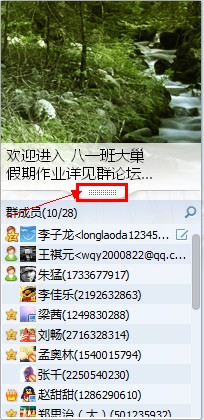 欢迎进入 八一班大巢
假期作业详见群论坛...
群成员(10/28)
李子龙<longlaoda12345...
王祺元<wqy2000822@qq.c...
朱猛(1733677917)
李佳乐(2192632863)
梁茜(1249830288)
刘畅(2716328314)
孟奥林(1540015794)
张千(2250540230)
赵甜甜(1286290610)
郑思治（大）(501235932)